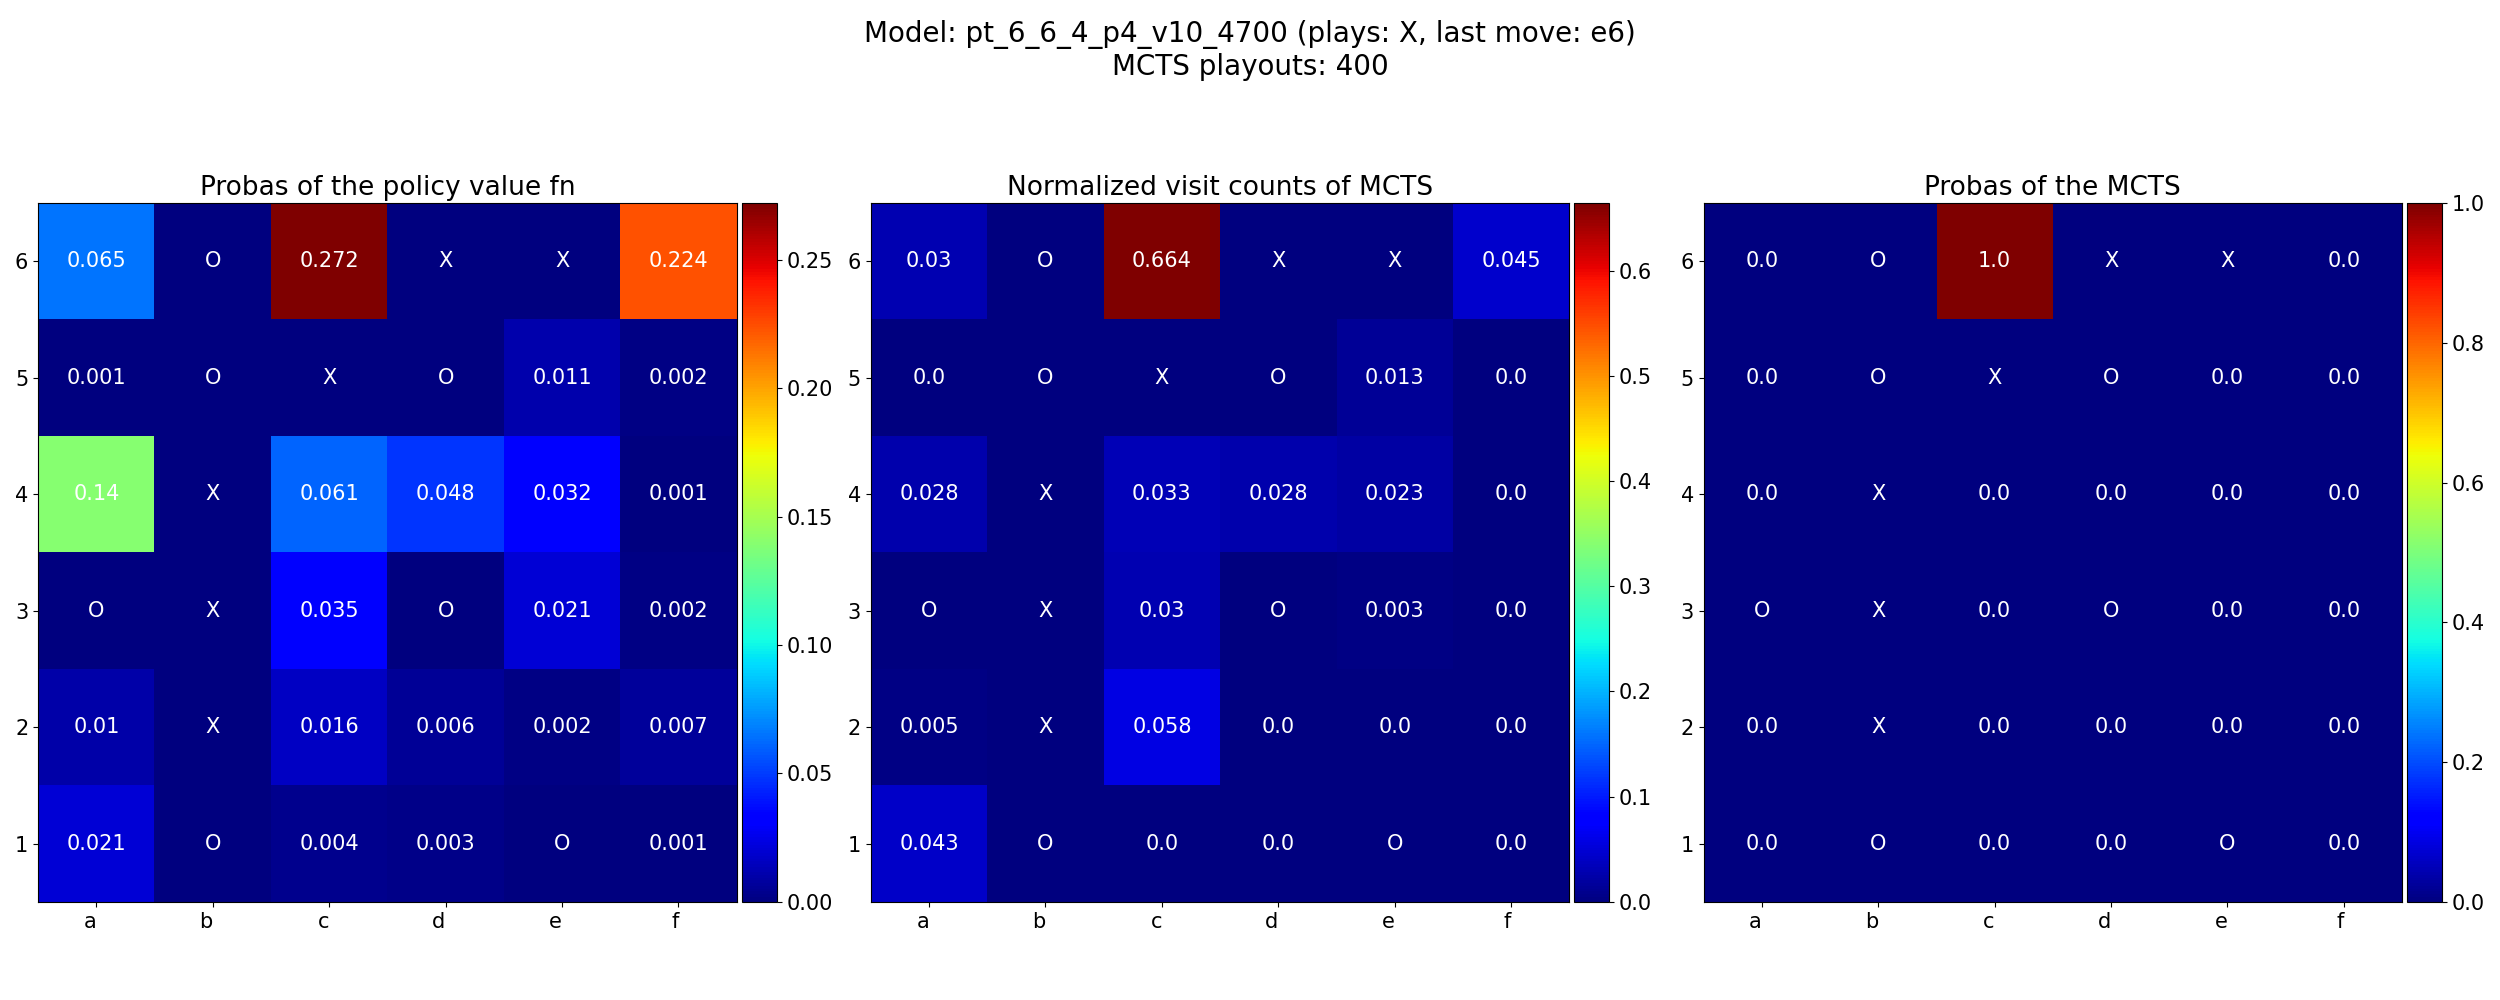 Model: pt_6_6_4_p4_v10_4700 (plays: X, last move: e6)
MCTS playouts: 400
Probas of the policy value fn
6 0.065 O 0.272 X X 0.224
5 0.001 O X O 0.011 0.002
4 0.14 X 0.061 0.048 0.032 0.001
3 O X 0.035 O 0.021 0.002
2 0.01 X 0.016 0.006 0.002 0.007
1 0.021 O 0.004 0.003 O 0.001
a b c d e f
0.25
0.20
0.15
0.10
0.05
0.00
Normalized visit counts of MCTS
6 0.03 O 0.664 X X 0.045
5 0.0 O X O 0.013 0.0
4 0.028 X 0.033 0.028 0.023 0.0
3 O X 0.03 O 0.003 0.0
2 0.005 X 0.058 0.0 0.0 0.0
1 0.043 O 0.0 0.0 O 0.0
a b c d e f
0.6
0.5
0.4
0.3
0.2
0.1
0.0
Probas of the MCTS
6 0.0 O 1.0 X X 0.0
5 0.0 O X O 0.0 0.0
4 0.0 X 0.0 0.0 0.0 0.0
3 O X 0.0 O 0.0 0.0
2 0.0 X 0.0 0.0 0.0 0.0
1 0.0 O 0.0 0.0 O 0.0
a b c d e f
1.0
0.8
0.6
0.4
0.2
0.0